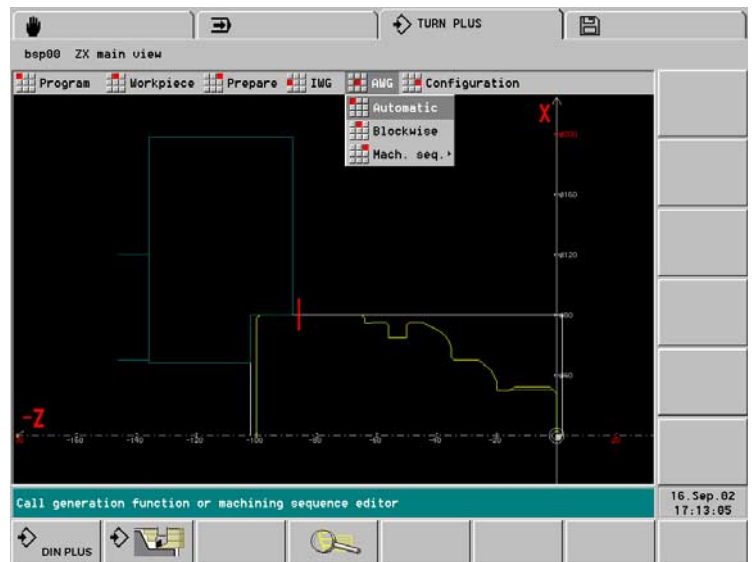 TURN PLUS
bsp00 ZX main view
Program Workpiece Prepare IWG AWG Configuration
Automatic
Blockwise
Mach. seq.
X
ø200
ø160
ø120
ø80
ø40
-Z
-160 -140 -120 -100 -80 -60 -40 -20 20
Call generation function or machining sequence editor
16.Sep.02
17:13:05
DIN PLUS